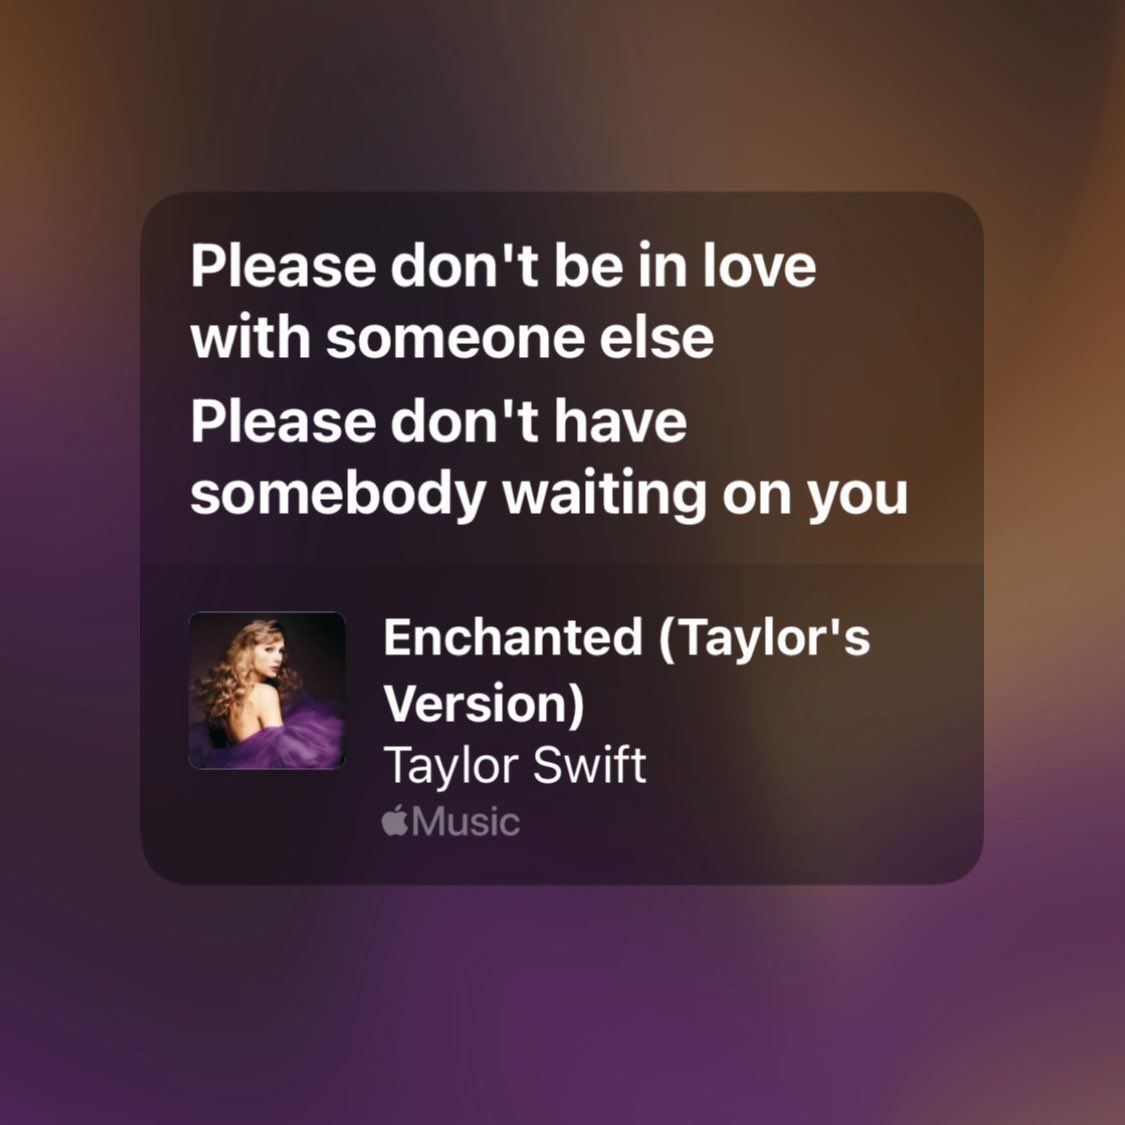 Please don't be in love
with someone else
Please don't have
somebody waiting on you
Enchanted (Taylor's
Version)
Taylor Swift
Music